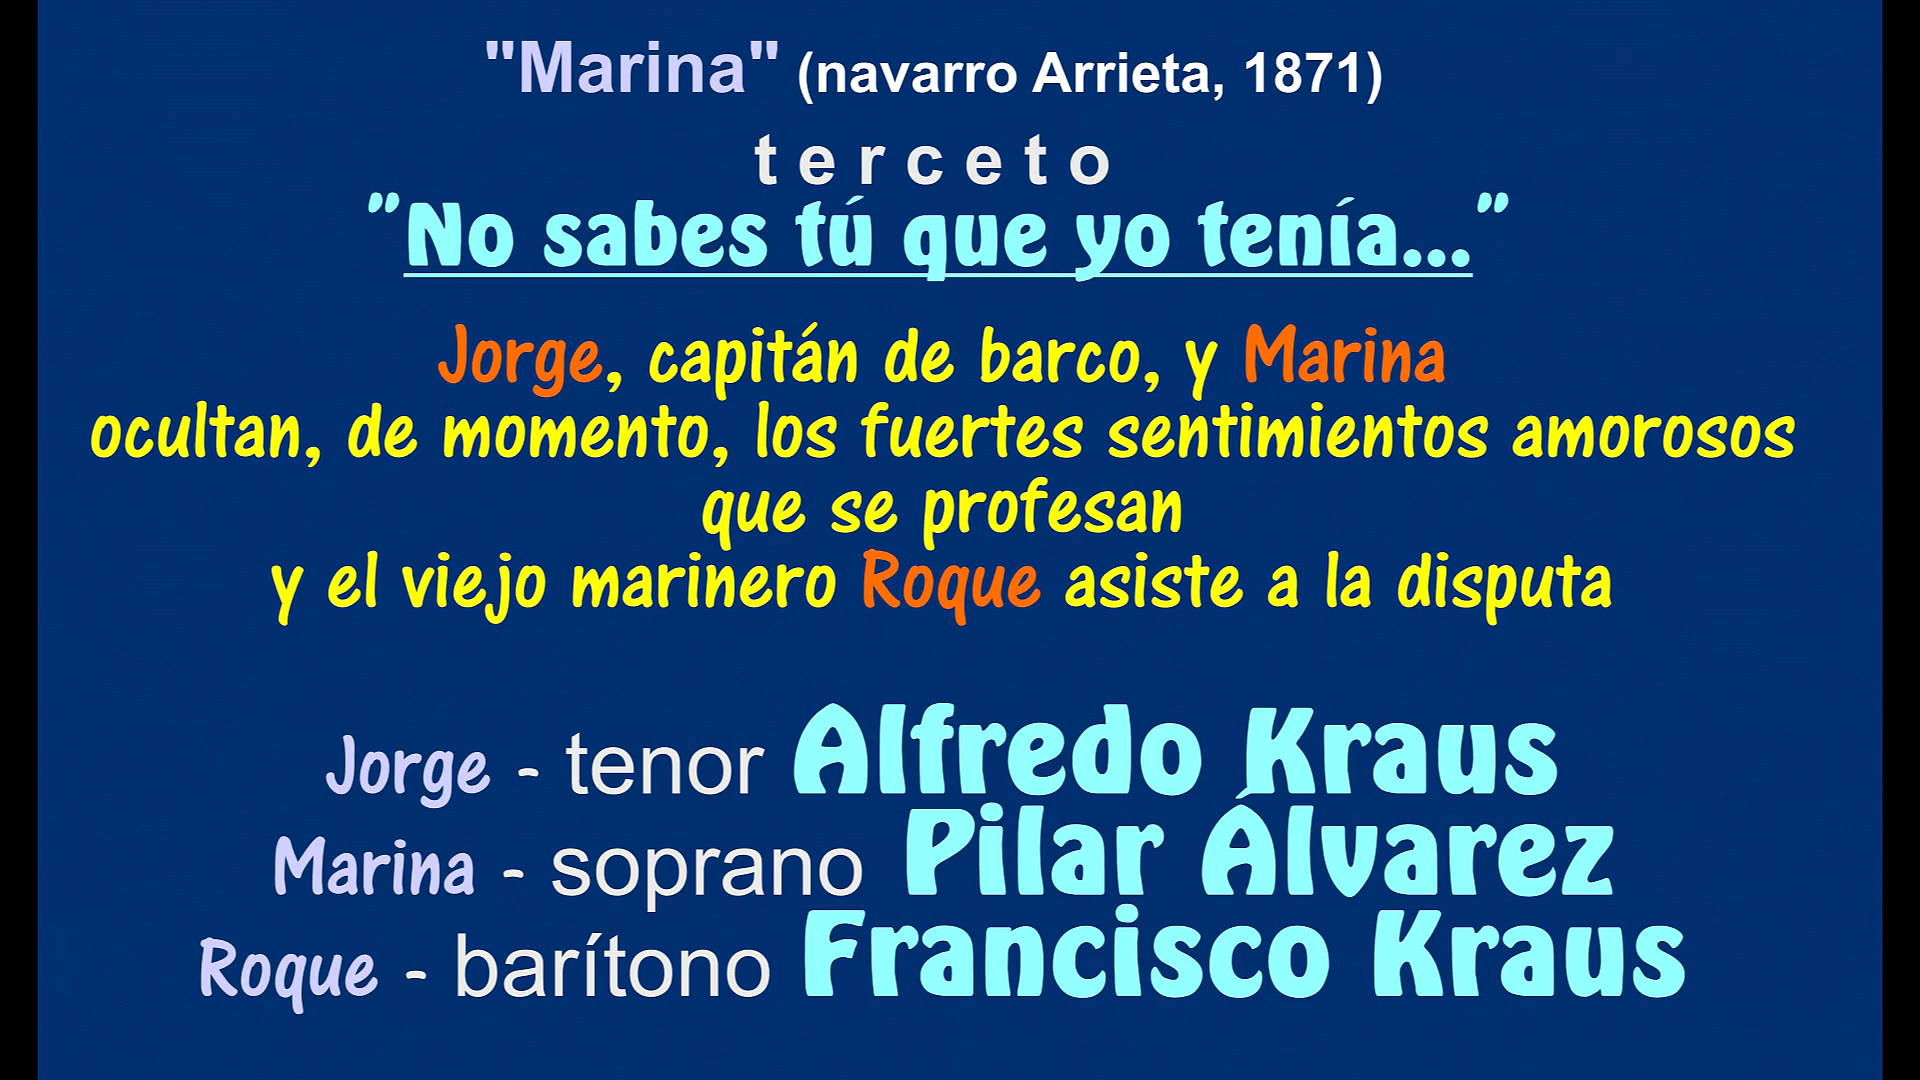 "Marina" (navarro Arrieta, 1871)
terceto
"No sabes tú que yo tenía..."
Jorge, capitán de barco, y Marina
ocultan, de momento, los fuertes sentimientos amorosos
que se profesan
y el viejo marinero Roque asiste a la disputa
Jorge - tenor Alfredo Kraus
Marina - soprano Pilar Álvarez
Roque - barítono Francisco Kraus